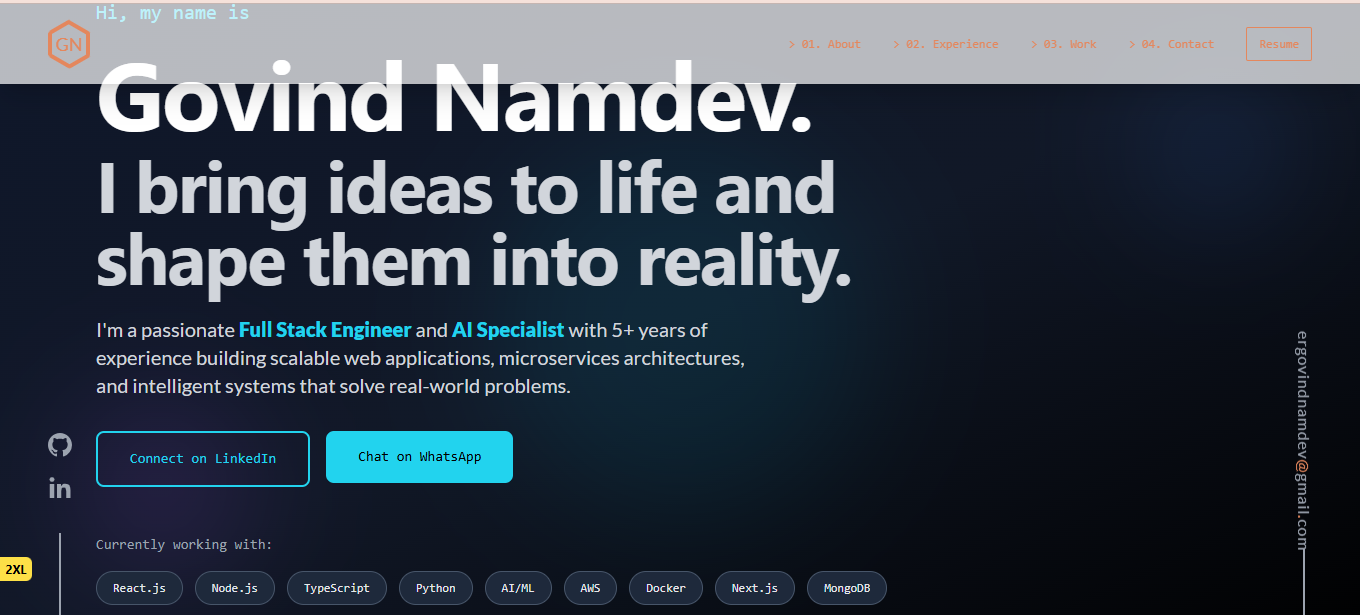 Hi, my name is
GN
> 01. About > 02. Experience > 03. Work > 04. Contact Resume
Govind Namdev.
I bring ideas to life and
shape them into reality.
I'm a passionate Full Stack Engineer and AI Specialist with 5+ years of
experience building scalable web applications, microservices architectures,
and intelligent systems that solve real-world problems.
Connect on LinkedIn Chat on WhatsApp
in
Currently working with:
2XL
React.js Node.js TypeScript Python AI/ML AWS Docker Next.js MongoDB
ergovindnamdev@gmail.com